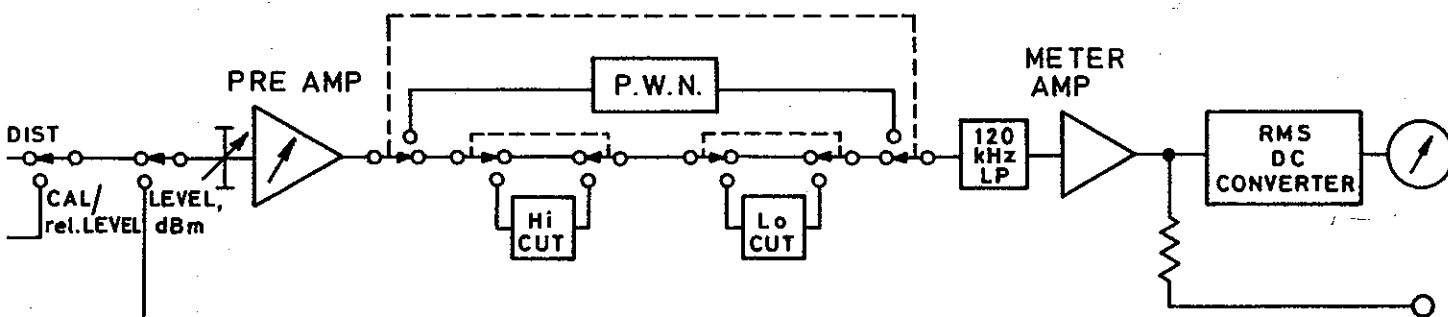 PRE AMP
P.W.N.
METER
AMP
DIST
120
kHz
LP
RMS
DC
CONVERTER
CAL/
rel.LEVEL
LEVEL,
dBm
Hi
CUT
Lo
CUT